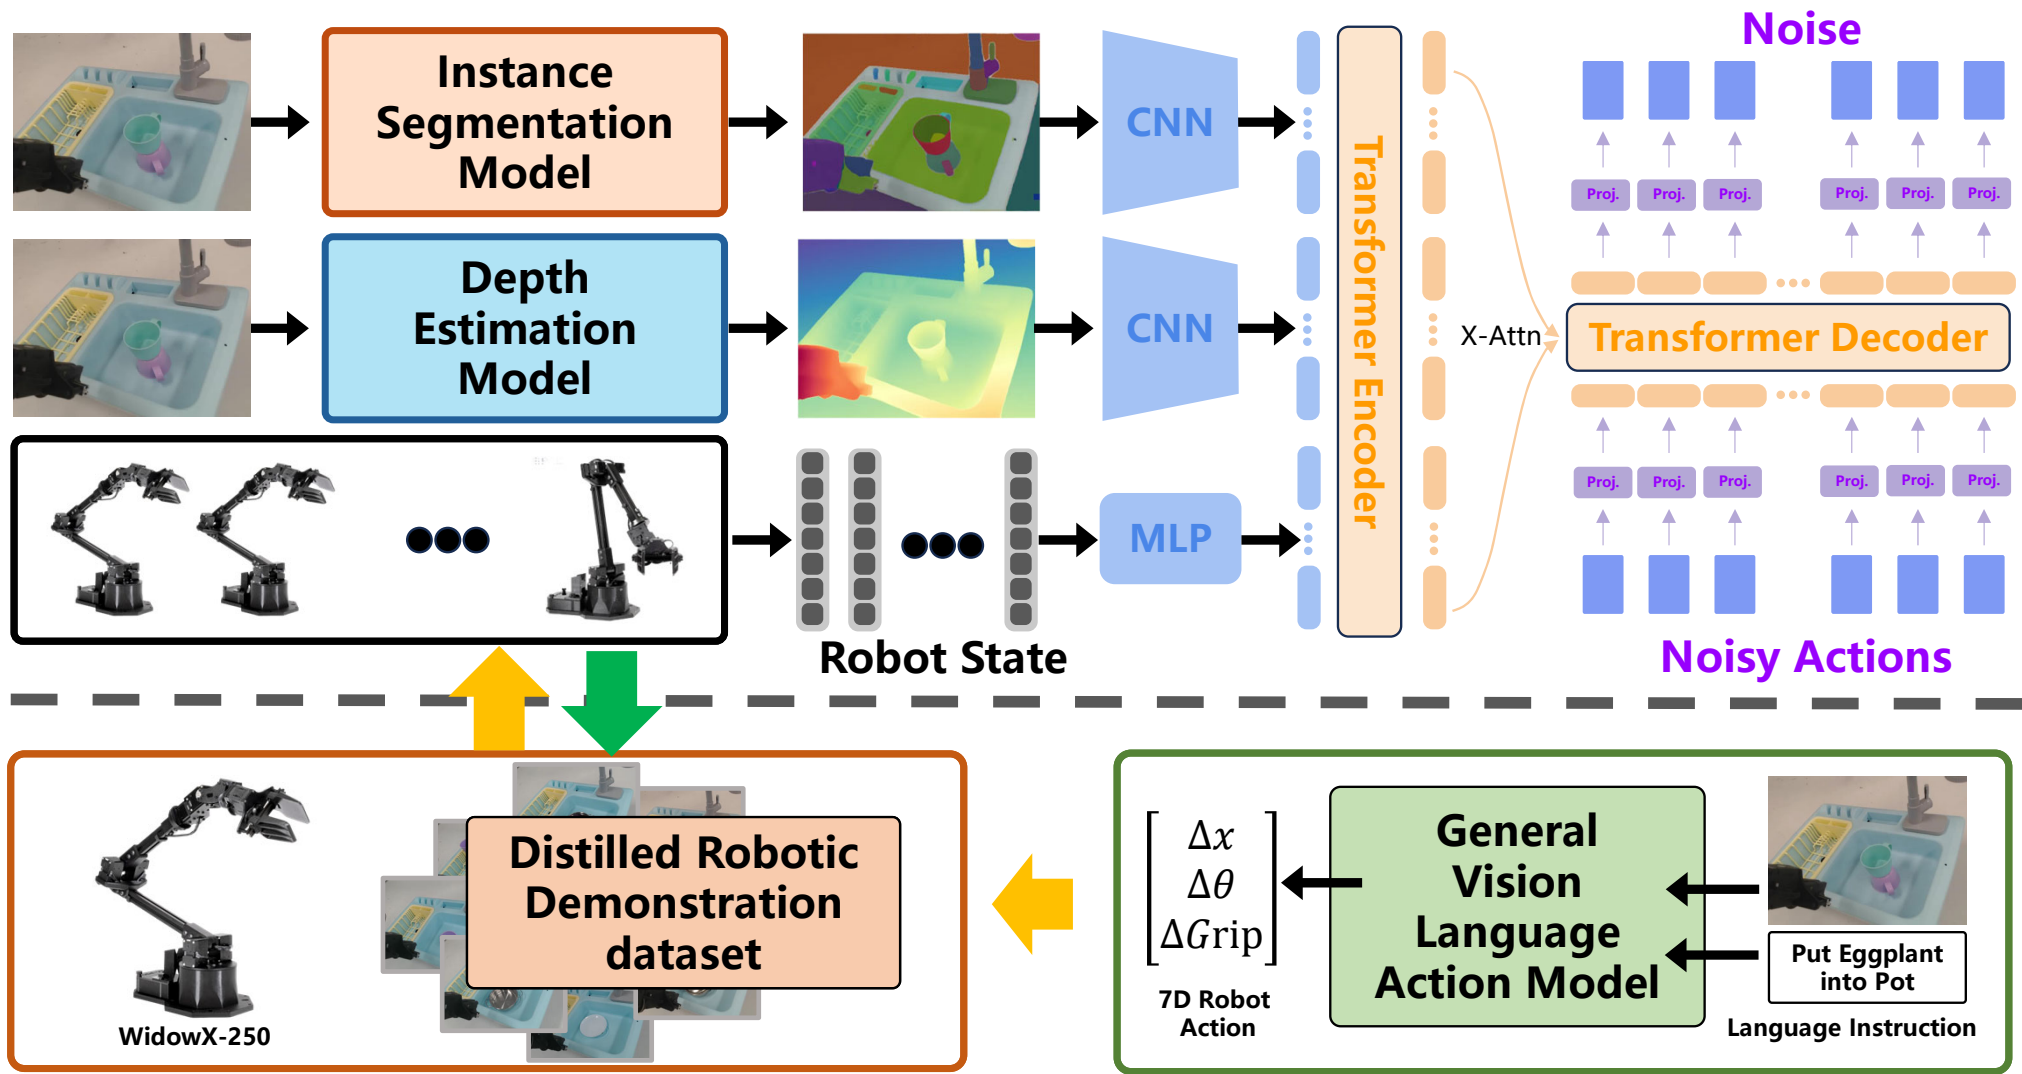 Instance
Segmentation
Model
CNN
Depth
Estimation
Model
CNN
Robot State
MLP
Transformer Encoder
X-Attn
Noise
Proj. Proj. Proj. Proj. Proj. Proj.
Transformer Decoder
Proj. Proj. Proj. Proj. Proj. Proj.
Noisy Actions
WidowX-250
Distilled Robotic
Demonstration
dataset
Δx
Δθ
ΔGrip
7D Robot
Action
General
Vision
Language
Action Model
Put Eggplant
into Pot
Language Instruction